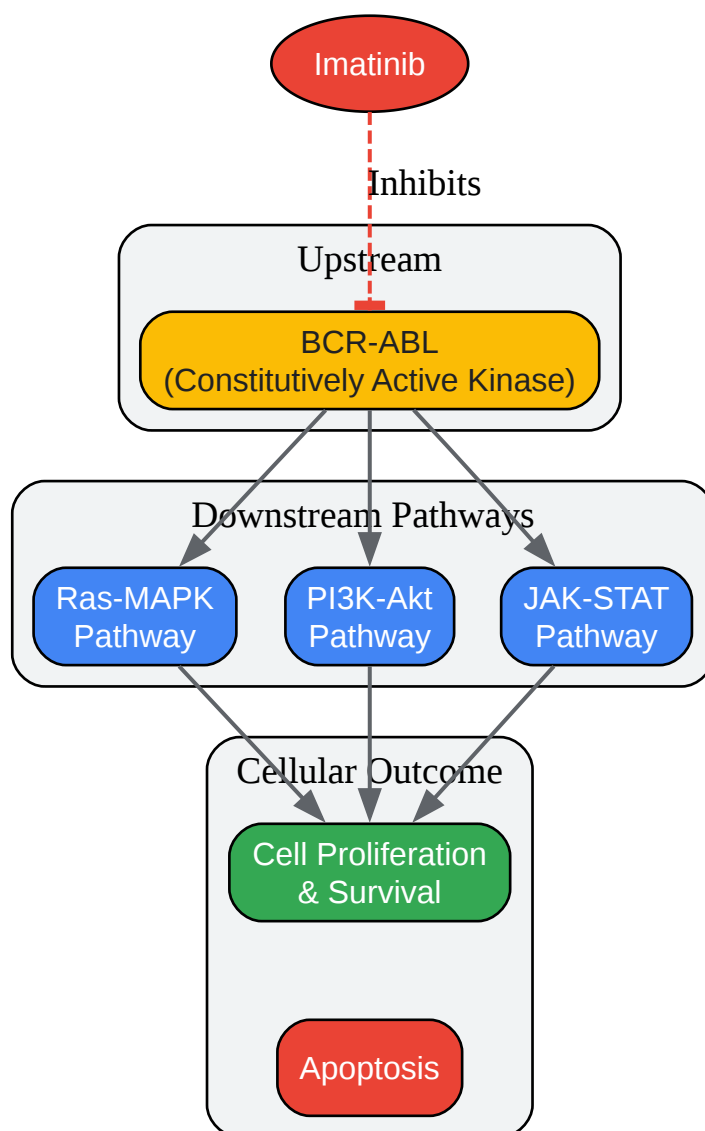 Imatinib
Inhibits
Upstream
BCR-ABL
(Constitutively Active Kinase)
Downstream Pathways
Ras-MAPK
Pathway
PI3K-Akt
Pathway
JAK-STAT
Pathway
Cellular Outcome
Cell Proliferation
& Survival
Apoptosis